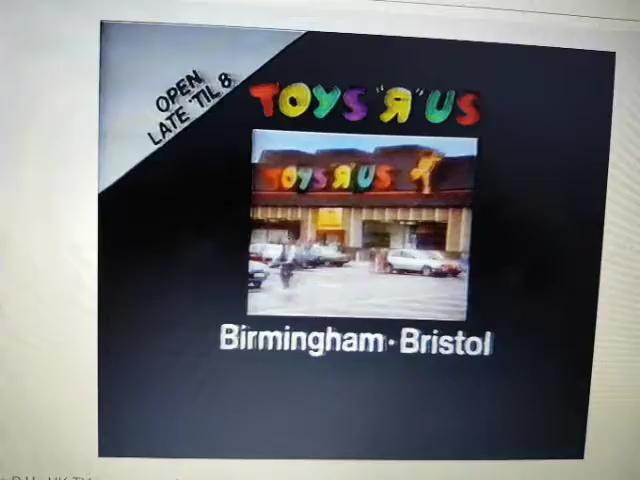 OPEN
LATE 'TIL 8
TOYS "R" US
TOYS R US
Birmingham · Bristol